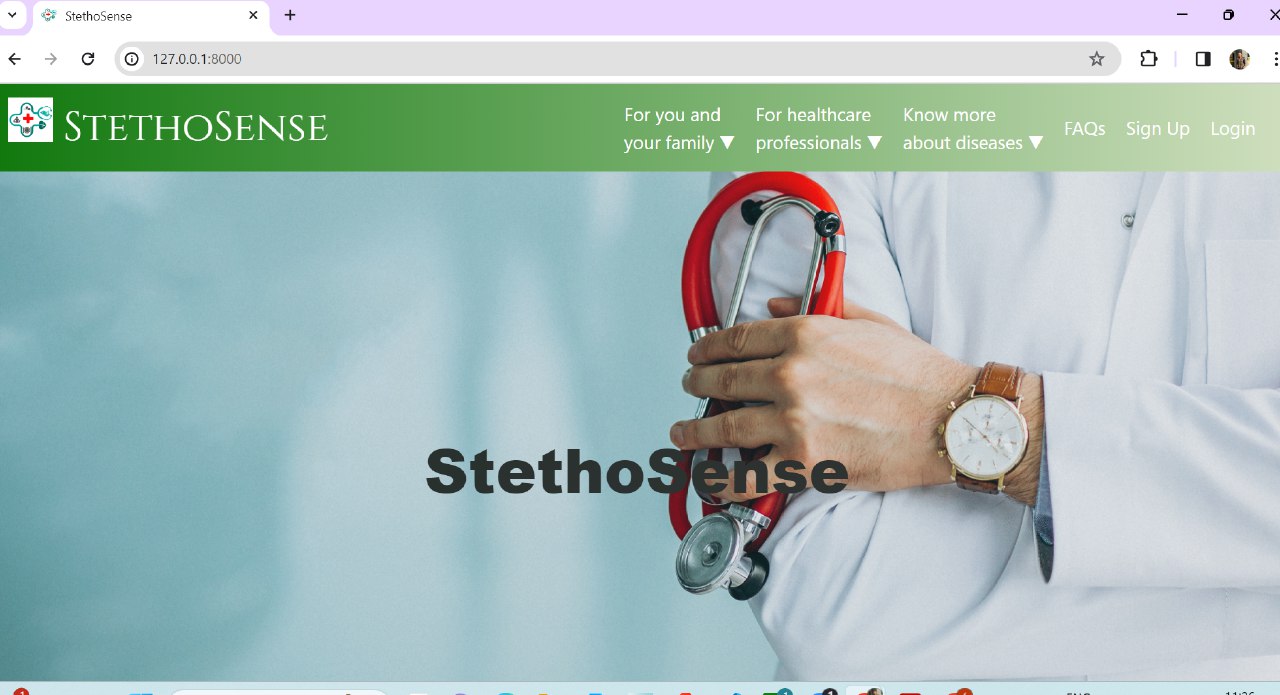 StethoSense
127.0.0.1:8000
StethoSense
For you and
your family ▼
For healthcare
professionals ▼
Know more
about diseases ▼
FAQs
Sign Up
Login
StethoSense